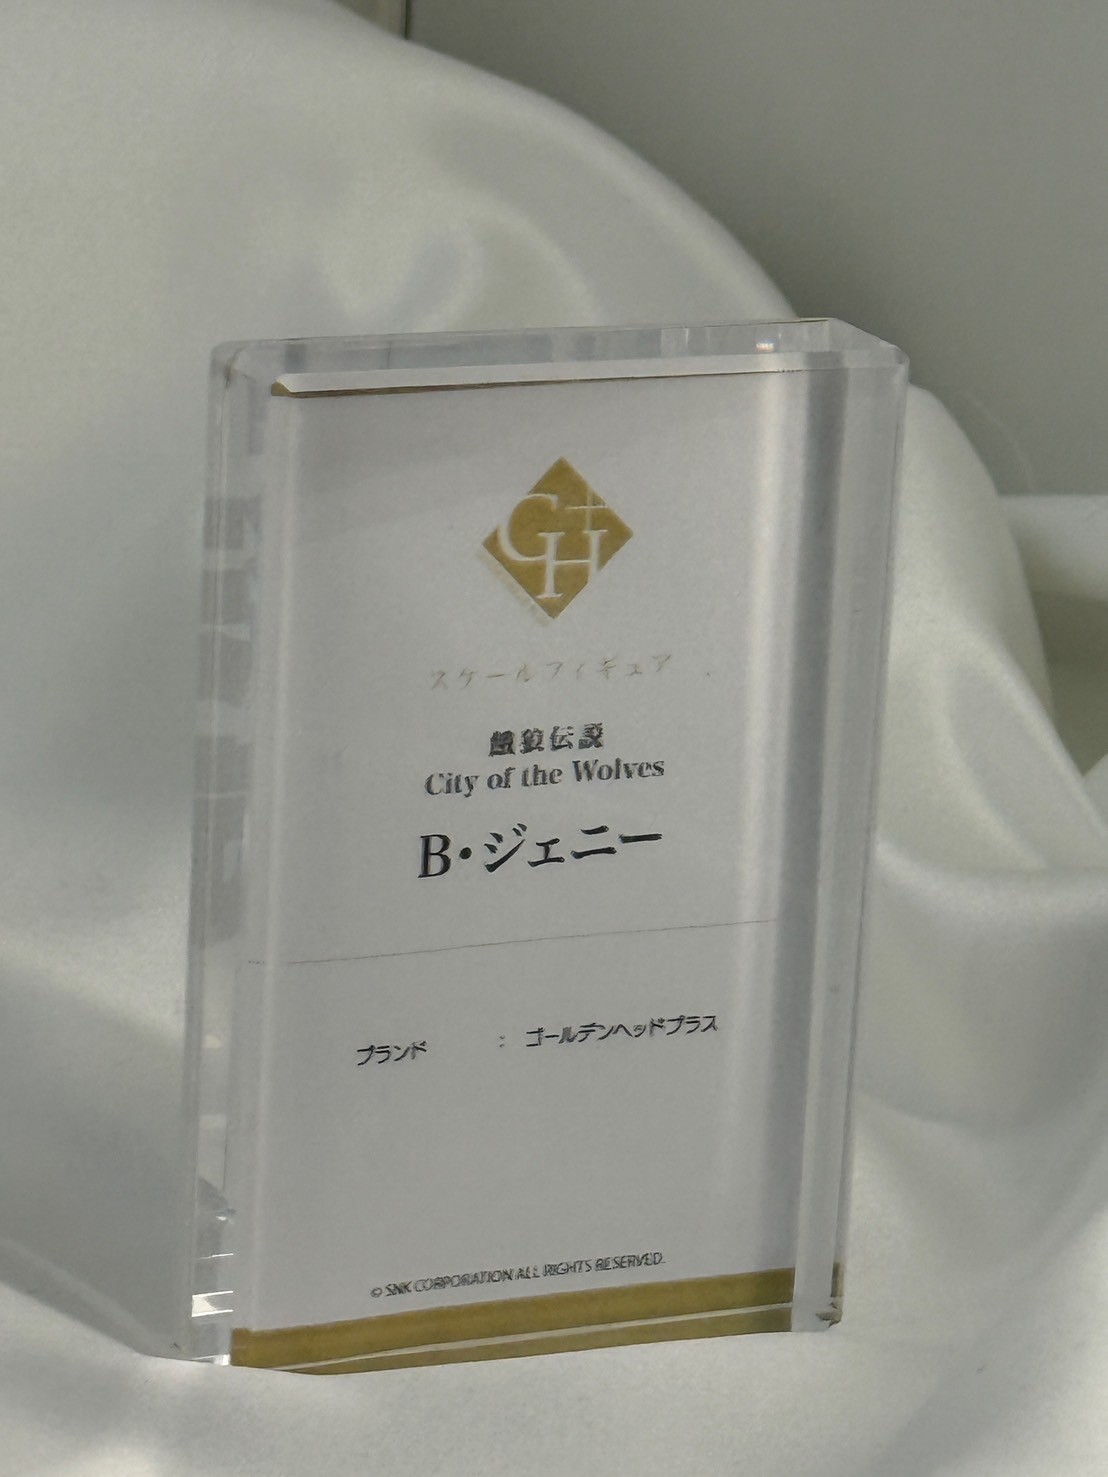 GH+
スケールフィギュア
餓狼伝説
City of the Wolves
B・ジェニー
ブランド : ゴールデンヘッドプラス
© SNK CORPORATION ALL RIGHTS RESERVED.